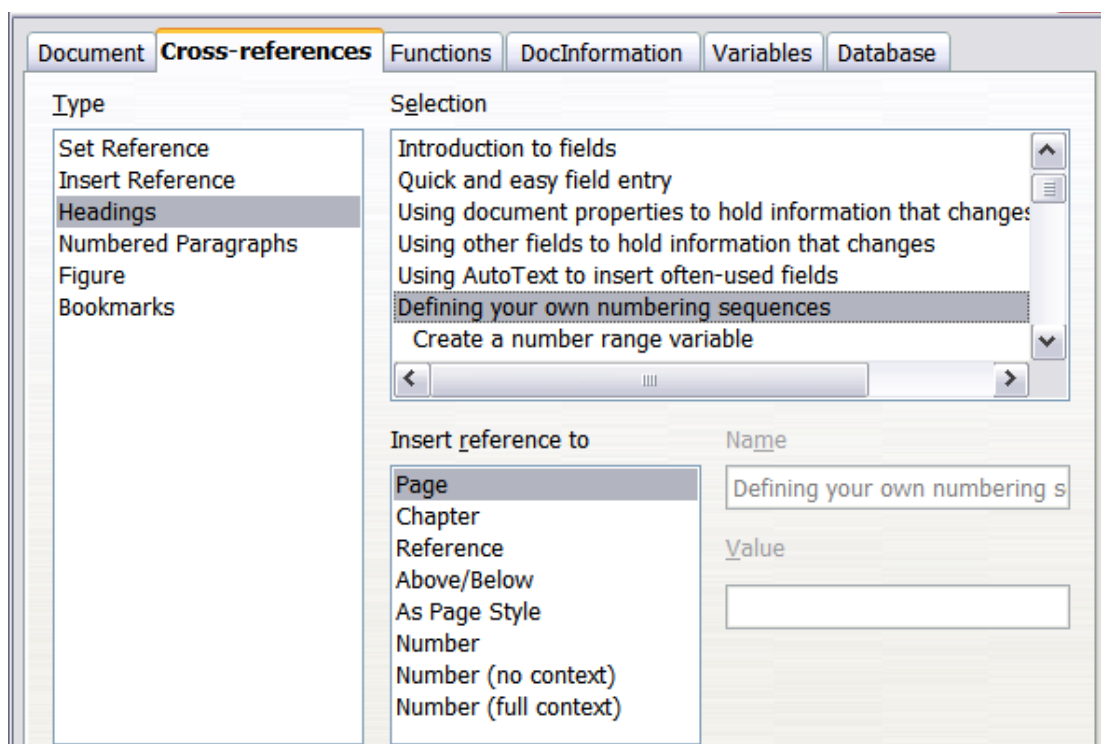 Document Cross-references Functions DocInformation Variables Database
Type
Set Reference
Insert Reference
Headings
Numbered Paragraphs
Figure
Bookmarks
Selection
Introduction to fields
Quick and easy field entry
Using document properties to hold information that changes
Using other fields to hold information that changes
Using AutoText to insert often-used fields
Defining your own numbering sequences
Create a number range variable
Insert reference to
Page
Chapter
Reference
Above/Below
As Page Style
Number
Number (no context)
Number (full context)
Name
Defining your own numbering s
Value